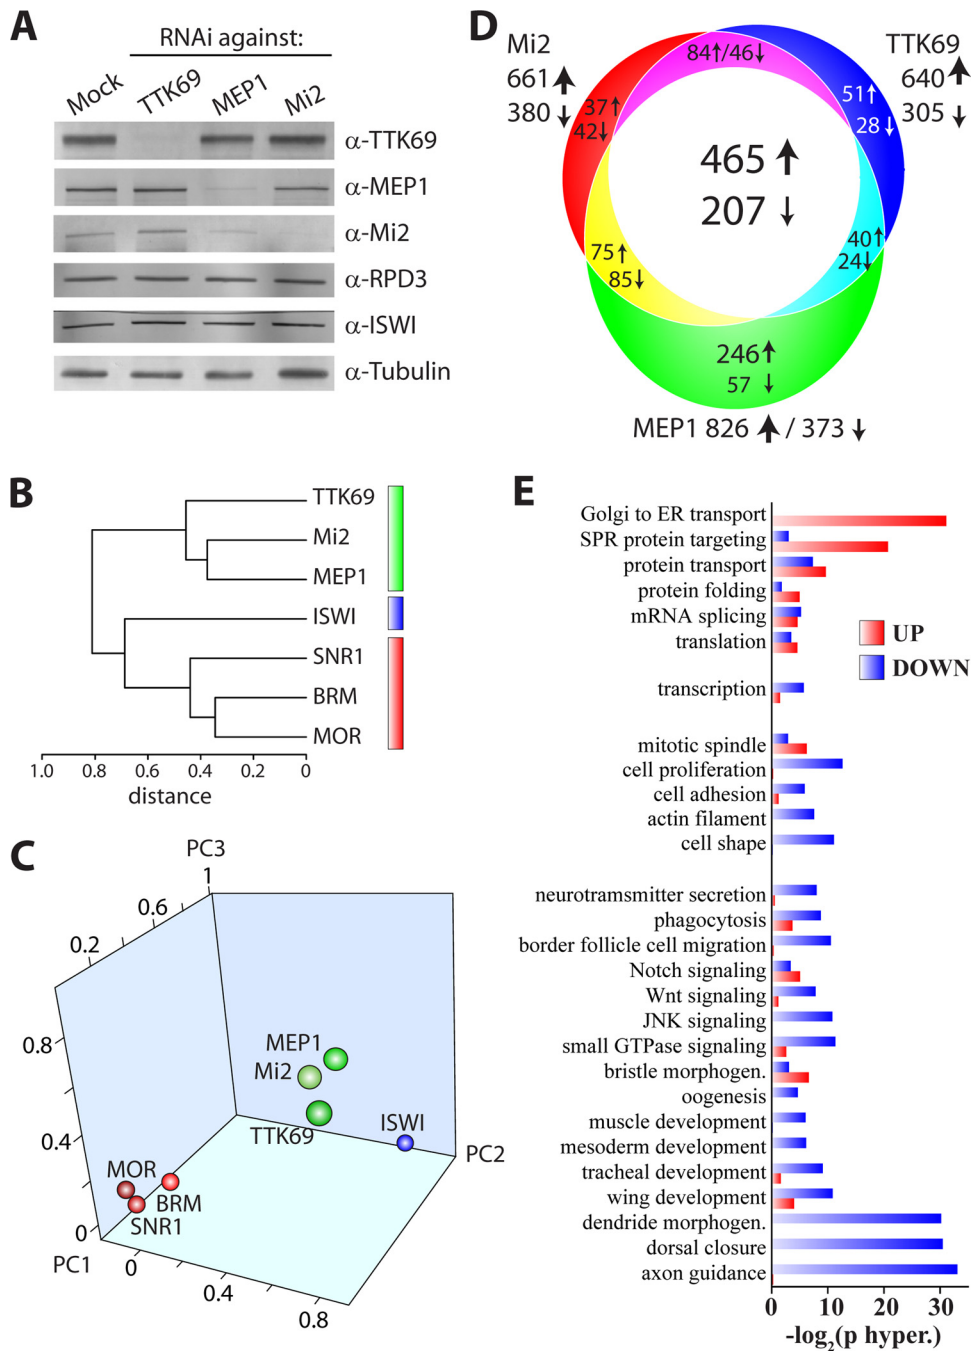 A
RNAi against:
Mock TTK69 MEP1 Mi2
α-TTK69
α-MEP1
α-Mi2
α-RPD3
α-ISWI
α-Tubulin
B
TTK69
Mi2
MEP1
ISWI
SNR1
BRM
MOR
1.0 0.8 0.6 0.4 0.2 0
distance
C
PC3
1
0.6
0.2
0.8
0.4
0
PC1
0
0.4
0.8
PC2
MEP1
Mi2
TTK69
ISWI
MOR
BRM
SNR1
D
Mi2
661↑
380↓
TTK69
640↑
305↓
84↑/46↓
37↑
42↓
51↑
28↓
465↑
207↓
75↑
85↓
40↑
24↓
246↑
57 ↓
MEP1 826 ↑ / 373 ↓
E
Golgi to ER transport
SPR protein targeting
protein transport
protein folding
mRNA splicing
translation
transcription
mitotic spindle
cell proliferation
cell adhesion
actin filament
cell shape
neurotramsmitter secretion
phagocytosis
border follicle cell migration
Notch signaling
Wnt signaling
JNK signaling
small GTPase signaling
bristle morphogen.
oogenesis
muscle development
mesoderm development
tracheal development
wing development
dendride morphogen.
dorsal closure
axon guidance
UP
DOWN
0 10 20 30
-log₂(p hyper.)